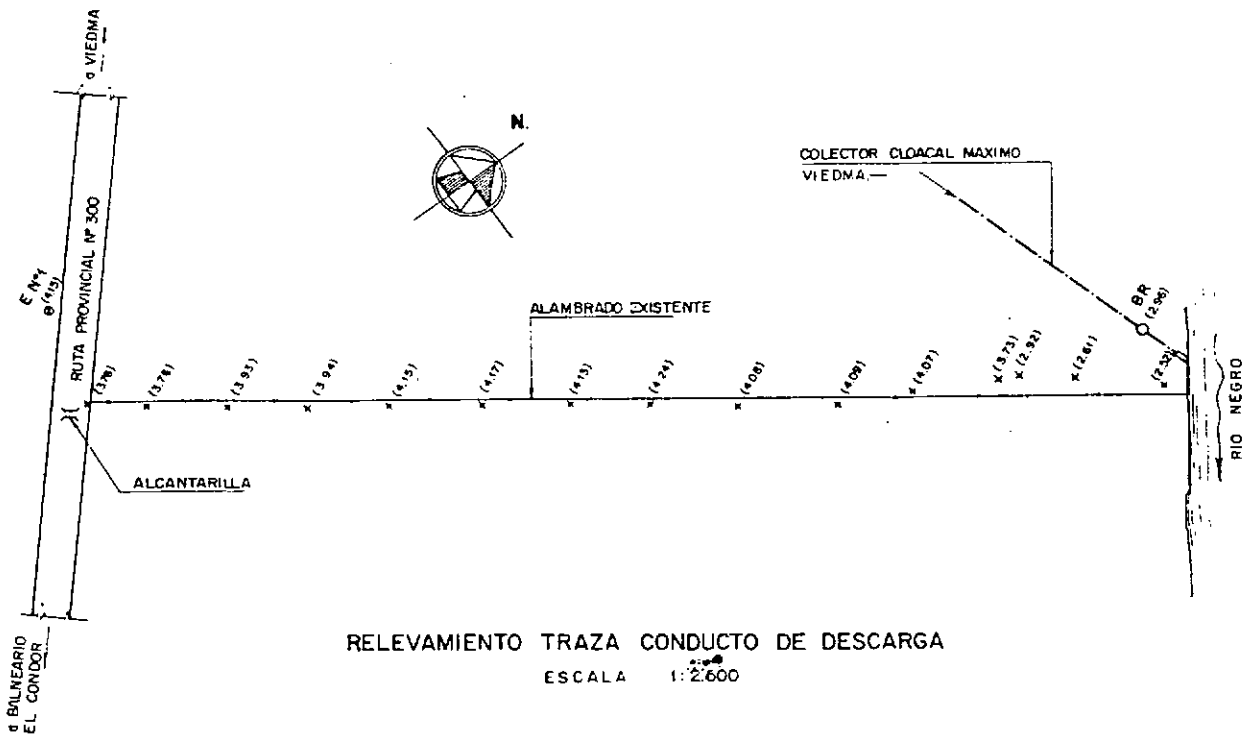 a VIEDMA
N.
COLECTOR CLOACAL MAXIMO
VIEDMA.—
E Nº1
(4.15)
RUTA PROVINCIAL Nº 300
BR
(2.96)
ALAMBRADO EXISTENTE
(3.78)
(3.78)
(3.93)
(3.94)
(4.15)
(4.17)
(4.13)
(4.24)
(4.08)
(4.09)
(4.07)
(3.73)
(2.92)
(2.61)
(2.32)
RIO NEGRO
ALCANTARILLA
a BALNEARIO
EL CONDOR
RELEVAMIENTO TRAZA CONDUCTO DE DESCARGA
ESCALA 1:2.600